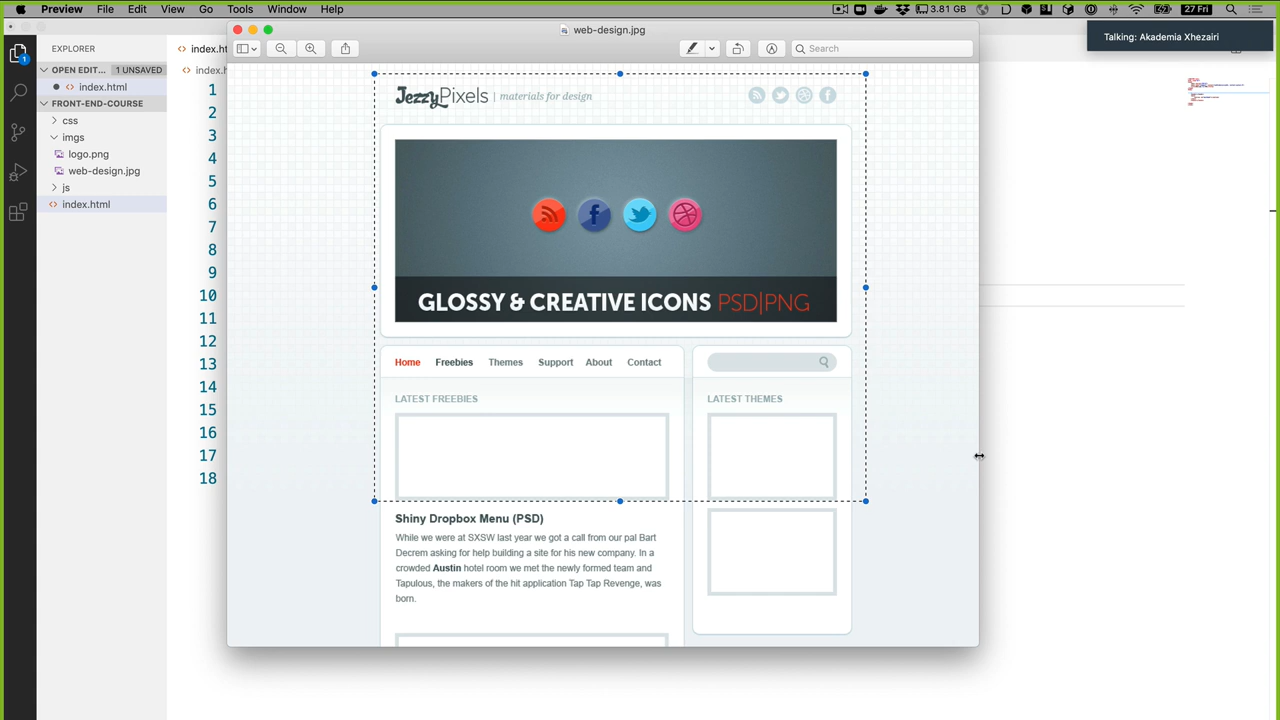 Preview File Edit View Go Tools Window Help 3.81 GB 27 Fri
Talking: Akademia Xhezairi
EXPLORER
OPEN EDIT... 1 UNSAVED
index.html
FRONT-END-COURSE
css
imgs
logo.png
web-design.jpg
js
index.html
index.ht
index.h
1
2
3
4
5
6
7
8
9
10
11
12
13
14
15
16
17
18
web-design.jpg
Search
JezzyPixels | materials for design
GLOSSY & CREATIVE ICONS PSD|PNG
Home Freebies Themes Support About Contact
LATEST FREEBIES
LATEST THEMES
Shiny Dropbox Menu (PSD)
While we were at SXSW last year we got a call from our pal Bart
Decrem asking for help building a site for his new company. In a
crowded Austin hotel room we met the newly formed team and
Tapulous, the makers of the hit application Tap Tap Revenge, was
born.